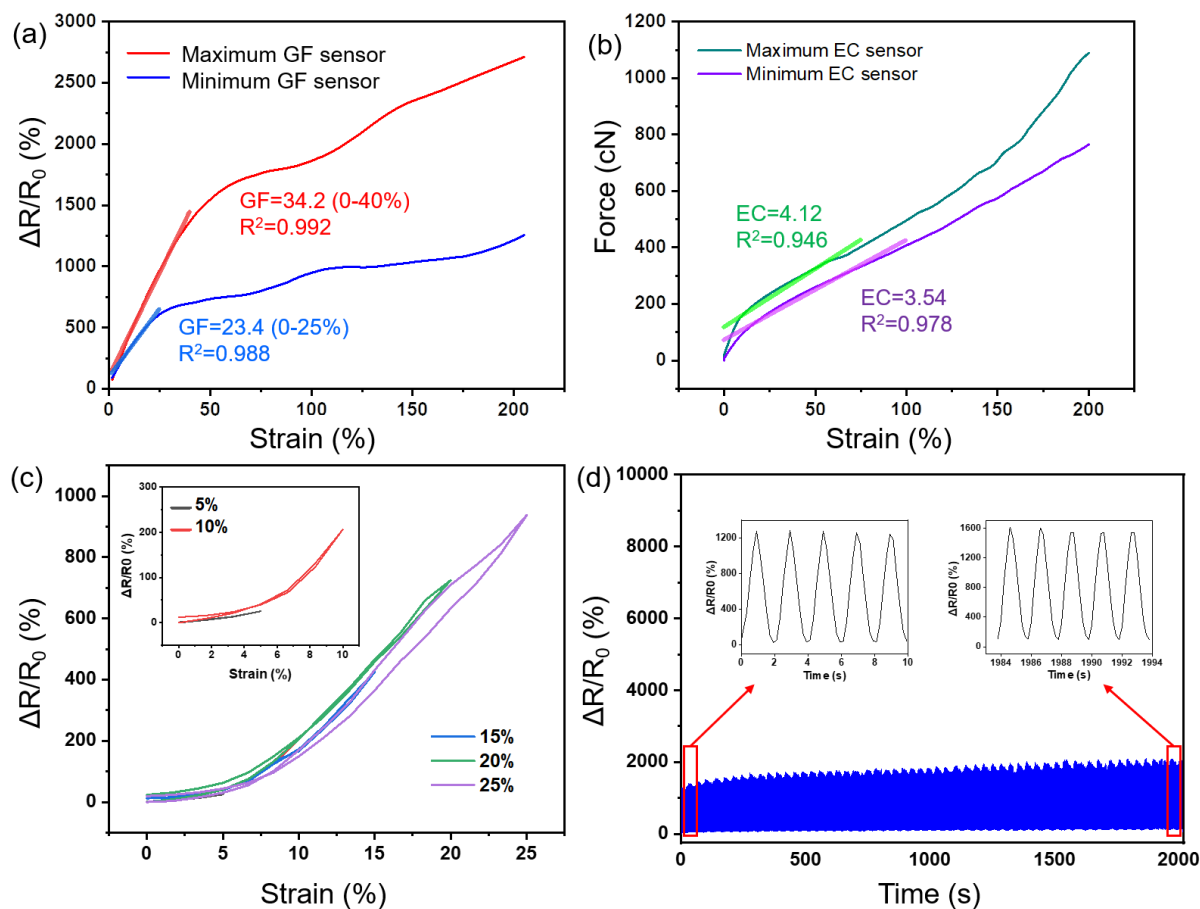 (a)
3000
2500
2000
1500
1000
500
0
ΔR/R₀ (%)
Maximum GF sensor
Minimum GF sensor
GF=34.2 (0-40%)
R²=0.992
GF=23.4 (0-25%)
R²=0.988
0 50 100 150 200
Strain (%)
(b)
1200
1000
800
600
400
200
0
Force (cN)
Maximum EC sensor
Minimum EC sensor
EC=4.12
R²=0.946
EC=3.54
R²=0.978
0 50 100 150 200
Strain (%)
(c)
1000
800
600
400
200
0
ΔR/R₀ (%)
300
200
100
0
ΔR/R0 (%)
5%
10%
0 2 4 6 8 10
Strain (%)
15%
20%
25%
0 5 10 15 20 25
Strain (%)
(d)
10000
8000
6000
4000
2000
0
ΔR/R₀ (%)
1200
800
400
0
ΔR/R0 (%)
0 2 4 6 8 10
Time (s)
1600
1200
800
400
0
ΔR/R0 (%)
1984 1986 1988 1990 1992 1994
Time (s)
0 500 1000 1500 2000
Time (s)